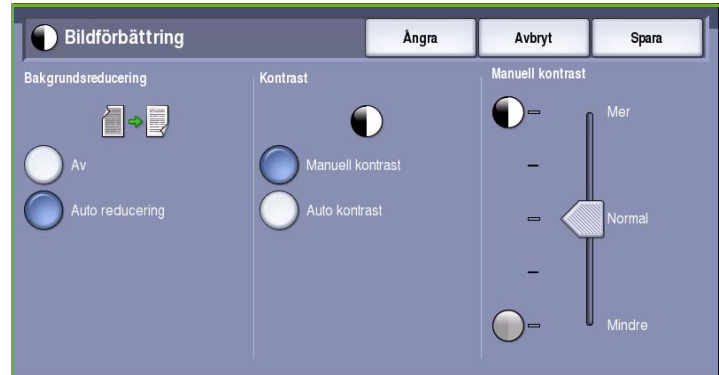 Bildförbättring
Ångra
Avbryt
Spara
Bakgrundsreducering
Av
Auto reducering
Kontrast
Manuell kontrast
Auto kontrast
Manuell kontrast
Mer
Normal
Mindre